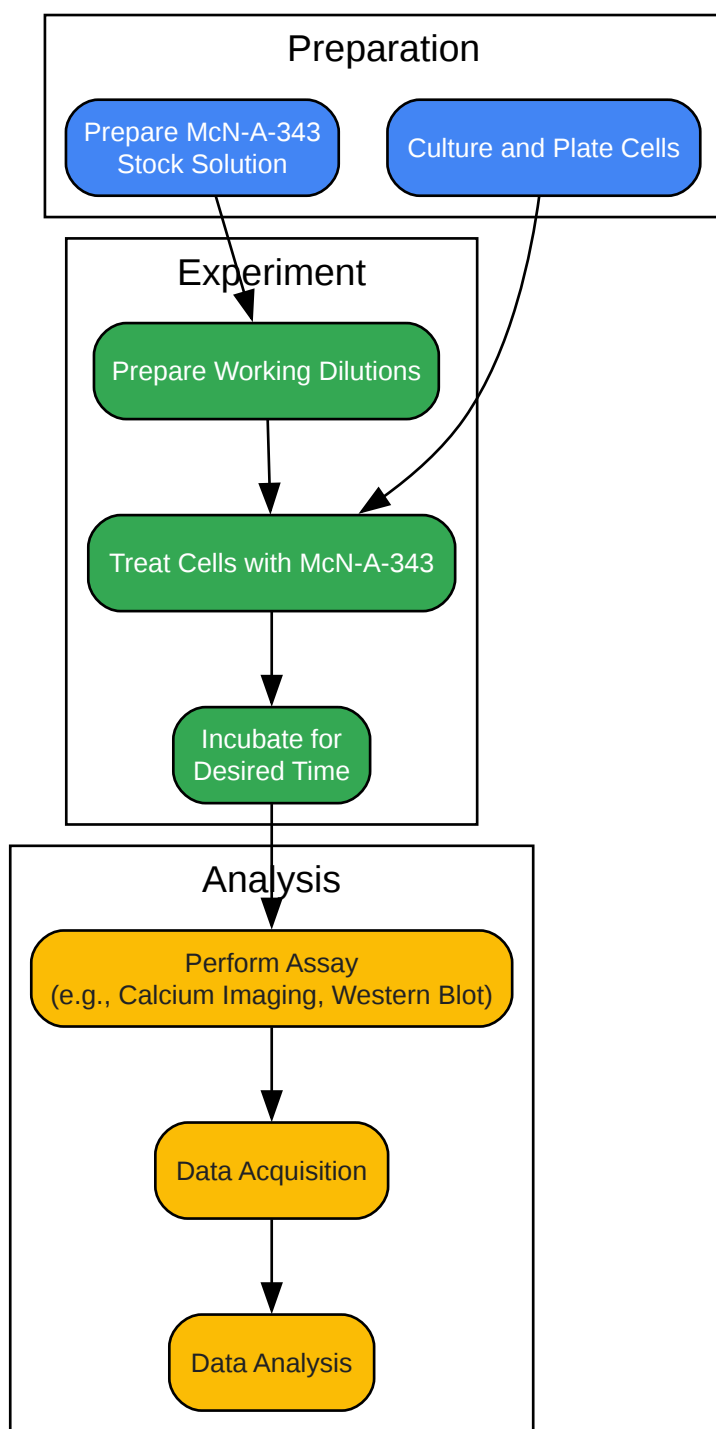 Preparation
Prepare McN-A-343
Stock Solution
Culture and Plate Cells
Experiment
Prepare Working Dilutions
Treat Cells with McN-A-343
Incubate for
Desired Time
Analysis
Perform Assay
(e.g., Calcium Imaging, Western Blot)
Data Acquisition
Data Analysis